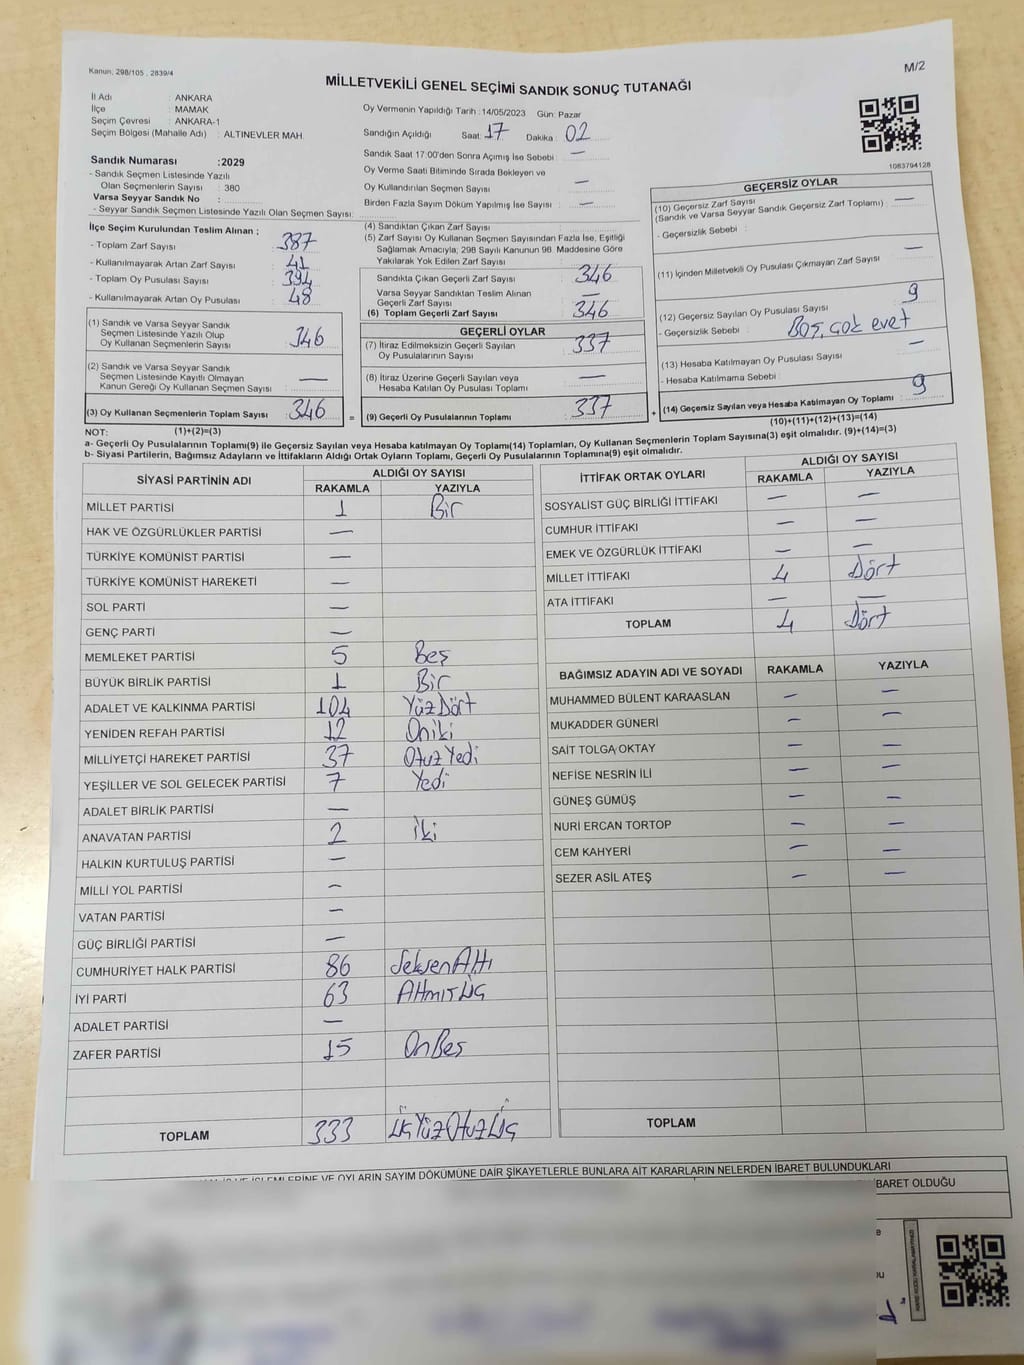 Kanun: 298/105 , 2839/4
M/2
MİLLETVEKİLİ GENEL SEÇİMİ SANDIK SONUÇ TUTANAĞI
İl Adı : ANKARA
İlçe : MAMAK
Seçim Çevresi : ANKARA-1
Seçim Bölgesi (Mahalle Adı) : ALTINEVLER MAH.
Oy Vermenin Yapıldığı Tarih : 14/05/2023 Gün: Pazar
Sandığın Açıldığı Saat: 17 Dakika : 02
Sandık Saat 17:00'den Sonra Açılmış İse Sebebi : —
Oy Verme Saati Bitiminde Sırada Bekleyen ve
Oy Kullandırılan Seçmen Sayısı : —
Birden Fazla Sayım Döküm Yapılmış İse Sayısı : —
1083794128
Sandık Numarası :2029
- Sandık Seçmen Listesinde Yazılı
Olan Seçmenlerin Sayısı : 380
Varsa Seyyar Sandık No :
- Seyyar Sandık Seçmen Listesinde Yazılı Olan Seçmen Sayısı:
İlçe Seçim Kurulundan Teslim Alınan ;
- Toplam Zarf Sayısı : 387
- Kullanılmayarak Artan Zarf Sayısı : 41
- Toplam Oy Pusulası : 394
- Kullanılmayarak Artan Oy Pusulası : 48
(1) Sandık ve Varsa Seyyar Sandık
Seçmen Listesinde Yazılı Olup
Oy Kullanan Seçmenlerin Sayısı : 346
(2) Sandık ve Varsa Seyyar Sandık
Seçmen Listesinde Kayıtlı Olmayan
Kanun Gereği Oy Kullanan Seçmen Sayısı : —
(3) Oy Kullanan Seçmenlerin Toplam Sayısı : 346
(1)+(2)=(3)
(4) Sandıktan Çıkan Zarf Sayısı :
(5) Zarf Sayısı Oy Kullanan Seçmen Sayısından Fazla İse, Eşitliği
Sağlamak Amacıyla; 298 Sayılı Kanunun 98. Maddesine Göre
Yakılarak Yok Edilen Zarf Sayısı :
Sandıkta Çıkan Geçerli Zarf Sayısı : 346
Varsa Seyyar Sandıktan Teslim Alınan
Geçerli Zarf Sayısı : —
(6) Toplam Geçerli Zarf Sayısı : 346
GEÇERLİ OYLAR
(7) İtiraz Edilmeksizin Geçerli Sayılan
Oy Pusulalarının Sayısı : 337
(8) İtiraz Üzerine Geçerli Sayılan veya
Hesaba Katılan Oy Pusulası Toplamı : —
= (9) Geçerli Oy Pusulalarının Toplamı : 337
GEÇERSİZ OYLAR
(10) Geçersiz Zarf Sayısı : —
(Sandık ve Varsa Seyyar Sandık Geçersiz Zarf Toplamı)
- Geçersizlik Sebebi :
(11) İçinden Milletvekili Oy Pusulası Çıkmayan Zarf Sayısı : —
(12) Geçersiz Sayılan Oy Pusulası Sayısı : 9
- Geçersizlik Sebebi : Boş, çok evet
(13) Hesaba Katılmayan Oy Pusulası Sayısı : —
- Hesaba Katılmama Sebebi :
+ (14) Geçersiz Sayılan veya Hesaba Katılmayan Oy Toplamı : 9
(10)+(11)+(12)+(13)=(14)
NOT:
a- Geçerli Oy Pusulalarının Toplamı(9) ile Geçersiz Sayılan veya Hesaba katılmayan Oy Toplamı(14) Toplamları, Oy Kullanan Seçmenlerin Toplam Sayısına(3) eşit olmalıdır. (9)+(14)=(3)
b- Siyasi Partilerin, Bağımsız Adayların ve İttifakların Aldığı Ortak Oyların Toplamı, Geçerli Oy Pusulalarının Toplamına(9) eşit olmalıdır.
SİYASİ PARTİNİN ADI ALDIĞI OY SAYISI
RAKAMLA YAZIYLA
MİLLET PARTİSİ 1 Bir
HAK VE ÖZGÜRLÜKLER PARTİSİ —
TÜRKİYE KOMÜNİST PARTİSİ —
TÜRKİYE KOMÜNİST HAREKETİ —
SOL PARTİ —
GENÇ PARTİ —
MEMLEKET PARTİSİ 5 Beş
BÜYÜK BİRLİK PARTİSİ 1 Bir
ADALET VE KALKINMA PARTİSİ 104 YüzDört
YENİDEN REFAH PARTİSİ 12 Oniki
MİLLİYETÇİ HAREKET PARTİSİ 37 OtuzYedi
YEŞİLLER VE SOL GELECEK PARTİSİ 7 Yedi
ADALET BİRLİK PARTİSİ —
ANAVATAN PARTİSİ 2 İki
HALKIN KURTULUŞ PARTİSİ —
MİLLİ YOL PARTİSİ —
VATAN PARTİSİ —
GÜÇ BİRLİĞİ PARTİSİ —
CUMHURİYET HALK PARTİSİ 86 SeksenAltı
İYİ PARTİ 63 AltmışÜç
ADALET PARTİSİ —
ZAFER PARTİSİ 15 OnBeş
TOPLAM 333 ÜçYüzOtuzÜç
İTTİFAK ORTAK OYLARI ALDIĞI OY SAYISI
RAKAMLA YAZIYLA
SOSYALİST GÜÇ BİRLİĞİ İTTİFAKI — —
CUMHUR İTTİFAKI — —
EMEK VE ÖZGÜRLÜK İTTİFAKI — —
MİLLET İTTİFAKI 4 Dört
ATA İTTİFAKI — —
TOPLAM 4 Dört
BAĞIMSIZ ADAYIN ADI VE SOYADI RAKAMLA YAZIYLA
MUHAMMED BÜLENT KARAASLAN — —
MUKADDER GÜNERİ — —
SAİT TOLGA OKTAY — —
NEFİSE NESRİN İLİ — —
GÜNEŞ GÜMÜŞ — —
NURİ ERCAN TORTOP — —
CEM KAHYERİ — —
SEZER ASİL ATEŞ — —
TOPLAM
İŞLEMLERİNE VE OYLARIN SAYIM DÖKÜMÜNE DAİR ŞİKAYETLERLE BUNLARA AİT KARARLARIN NELERDEN İBARET BULUNDUKLARI
İBARET OLDUĞU